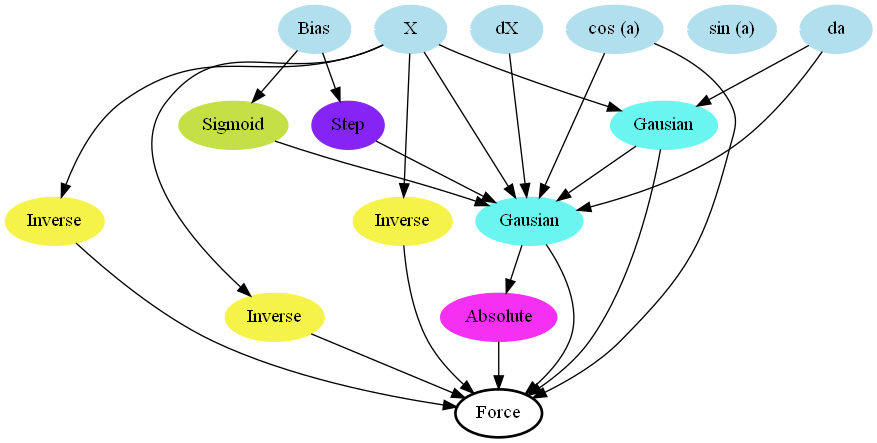 Bias
X
dX
cos (a)
sin (a)
da
Sigmoid
Step
Gausian
Inverse
Inverse
Gausian
Inverse
Absolute
Force